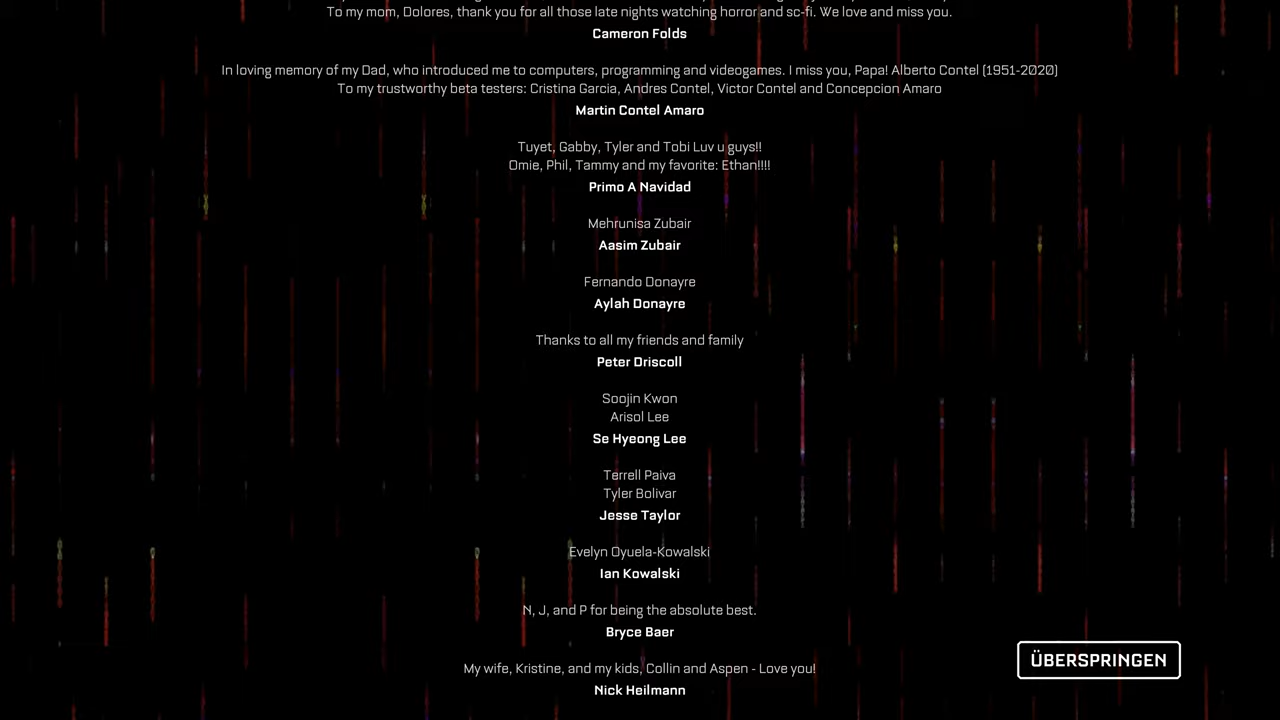 To my mom, Dolores, thank you for all those late nights watching horror and sc-fi. We love and miss you.
Cameron Folds
In loving memory of my Dad, who introduced me to computers, programming and videogames. I miss you, Papa! Alberto Contel (1951-2020)
To my trustworthy beta testers: Cristina Garcia, Andres Contel, Victor Contel and Concepcion Amaro
Martin Contel Amaro
Tuyet, Gabby, Tyler and Tobi Luv u guys!!
Omie, Phil, Tammy and my favorite: Ethan!!!!
Primo A Navidad
Mehrunisa Zubair
Aasim Zubair
Fernando Donayre
Aylah Donayre
Thanks to all my friends and family
Peter Driscoll
Soojin Kwon
Arisol Lee
Se Hyeong Lee
Terrell Paiva
Tyler Bolivar
Jesse Taylor
Evelyn Oyuela-Kowalski
Ian Kowalski
N, J, and P for being the absolute best.
Bryce Baer
ÜBERSPRINGEN
My wife, Kristine, and my kids, Collin and Aspen - Love you!
Nick Heilmann